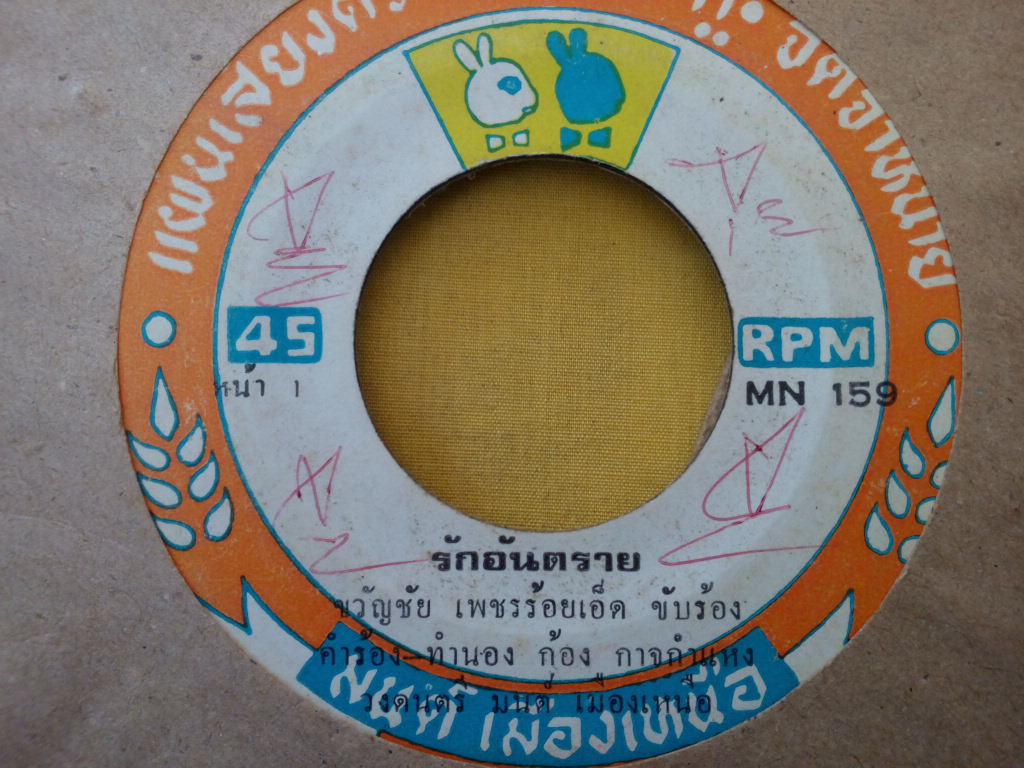 แผ่นเสียงตร
จัดจำหน่าย
45 RPM
หน้า 1
MN 159
รักอันตราย
ขวัญชัย เพชรร้อยเอ็ด ขับร้อง
คำร้อง-ทำนอง ก้อง กาจกำแหง
วงดนตรี มนต์ เมืองเหนือ
มนต์ เมืองเหนือ